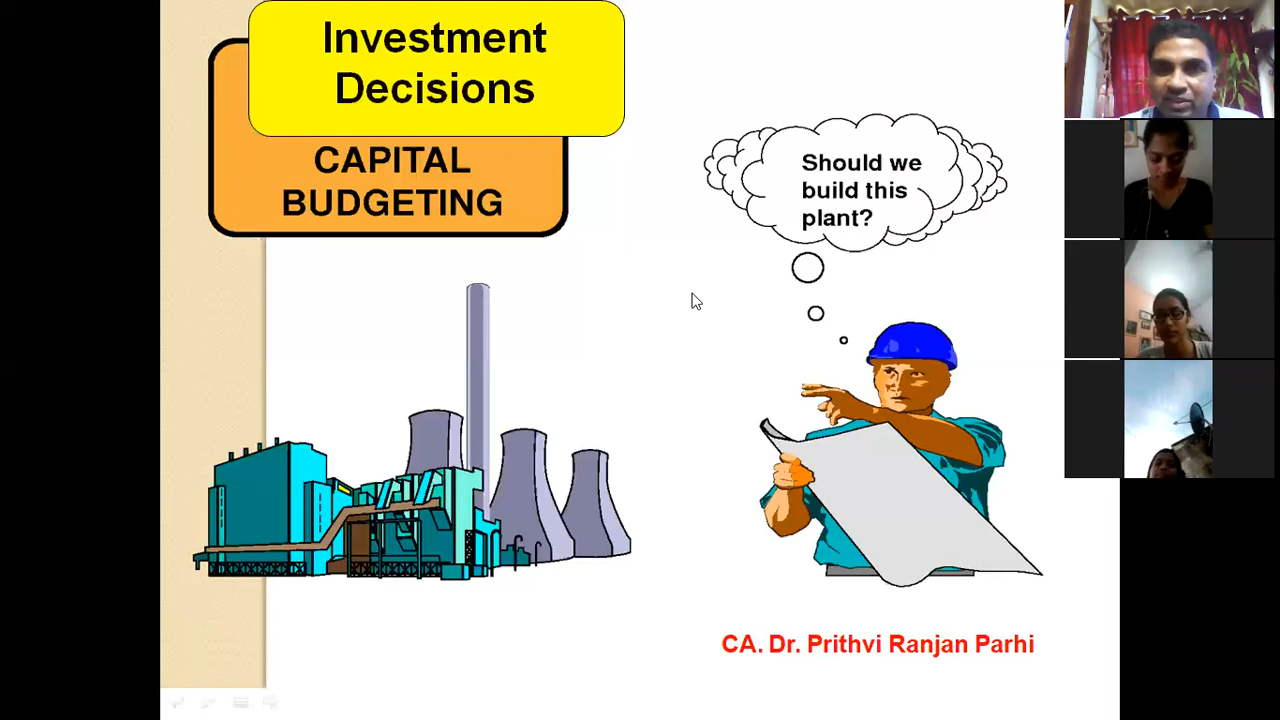 Investment
Decisions
CAPITAL
BUDGETING
Should we
build this
plant?
CA. Dr. Prithvi Ranjan Parhi